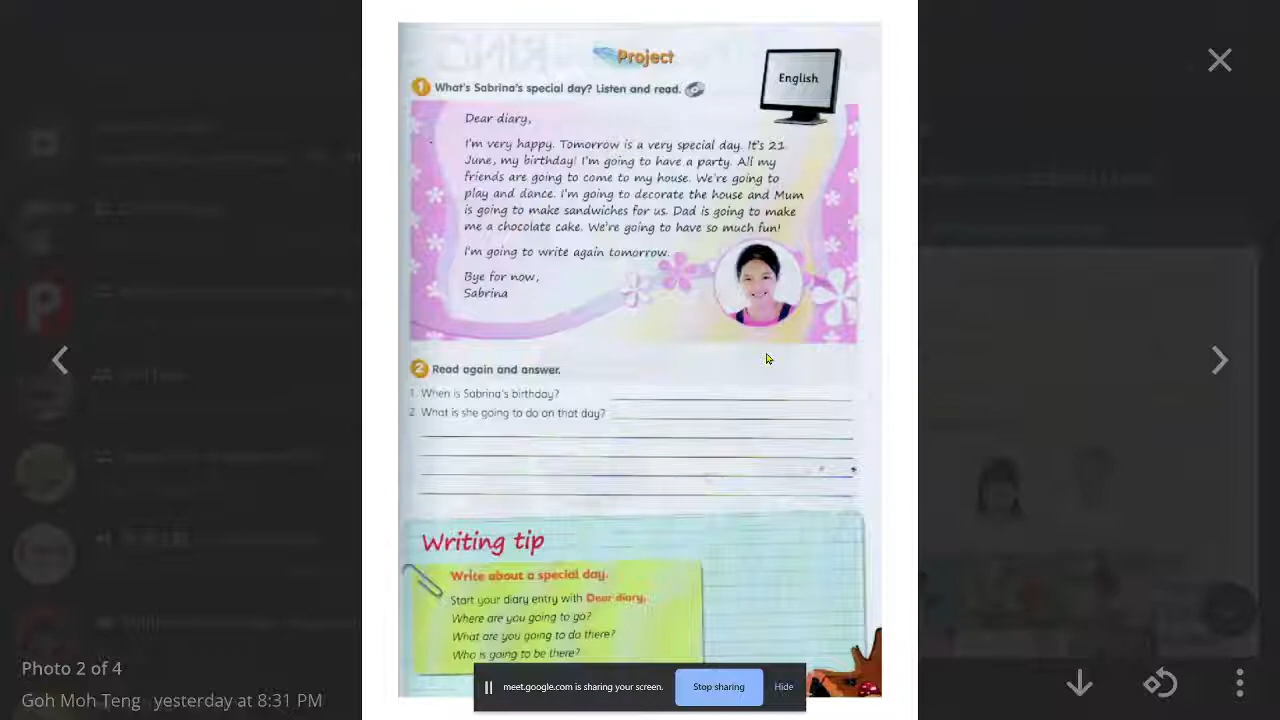 Project
English
1 What's Sabrina's special day? Listen and read.
Dear diary,
I'm very happy. Tomorrow is a very special day. It's 21
June, my birthday! I'm going to have a party. All my
friends are going to come to my house. We're going to
play and dance. I'm going to decorate the house and Mum
is going to make sandwiches for us. Dad is going to make
me a chocolate cake. We're going to have so much fun!
I'm going to write again tomorrow.
Bye for now,
Sabrina
2 Read again and answer.
1. When is Sabrina's birthday?
2. What is she going to do on that day?
Writing tip
Write about a special day.
Start your diary entry with Dear diary,
Where are you going to go?
What are you going to do there?
Who is going to be there?
meet.google.com is sharing your screen.
Stop sharing
Hide
Photo 2 of 4
Goh Moh Teng yesterday at 8:31 PM